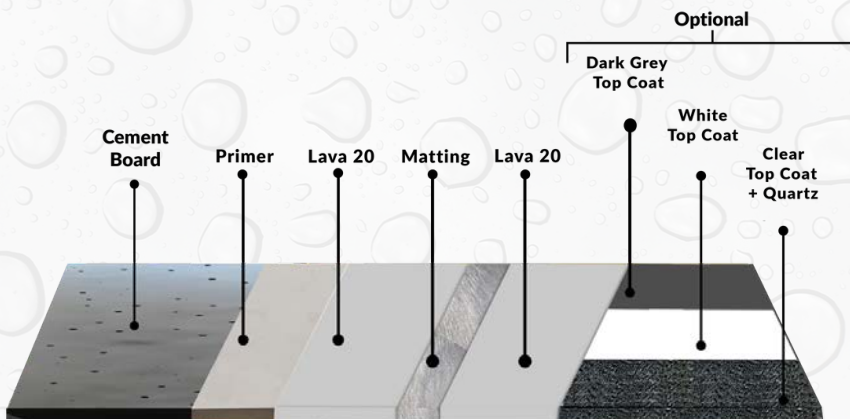 Optional
Dark Grey
Top Coat
White
Top Coat
Clear
Top Coat
+ Quartz
Cement
Board
Primer
Lava 20
Matting
Lava 20